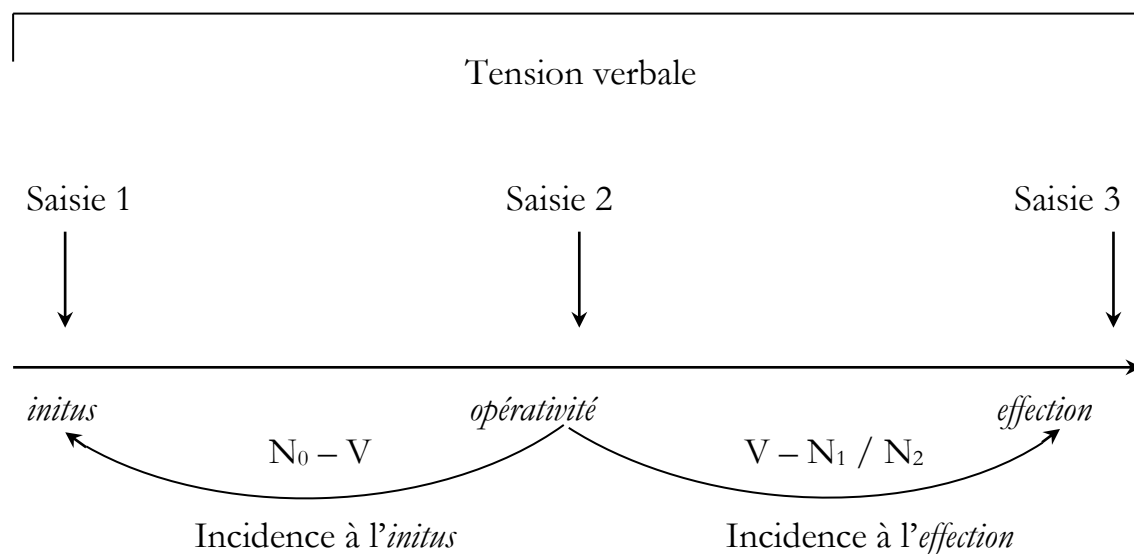 Tension verbale
Saisie 1 Saisie 2 Saisie 3
initus opérativité effection
N₀ – V V – N₁ / N₂
Incidence à l’initus Incidence à l’effection